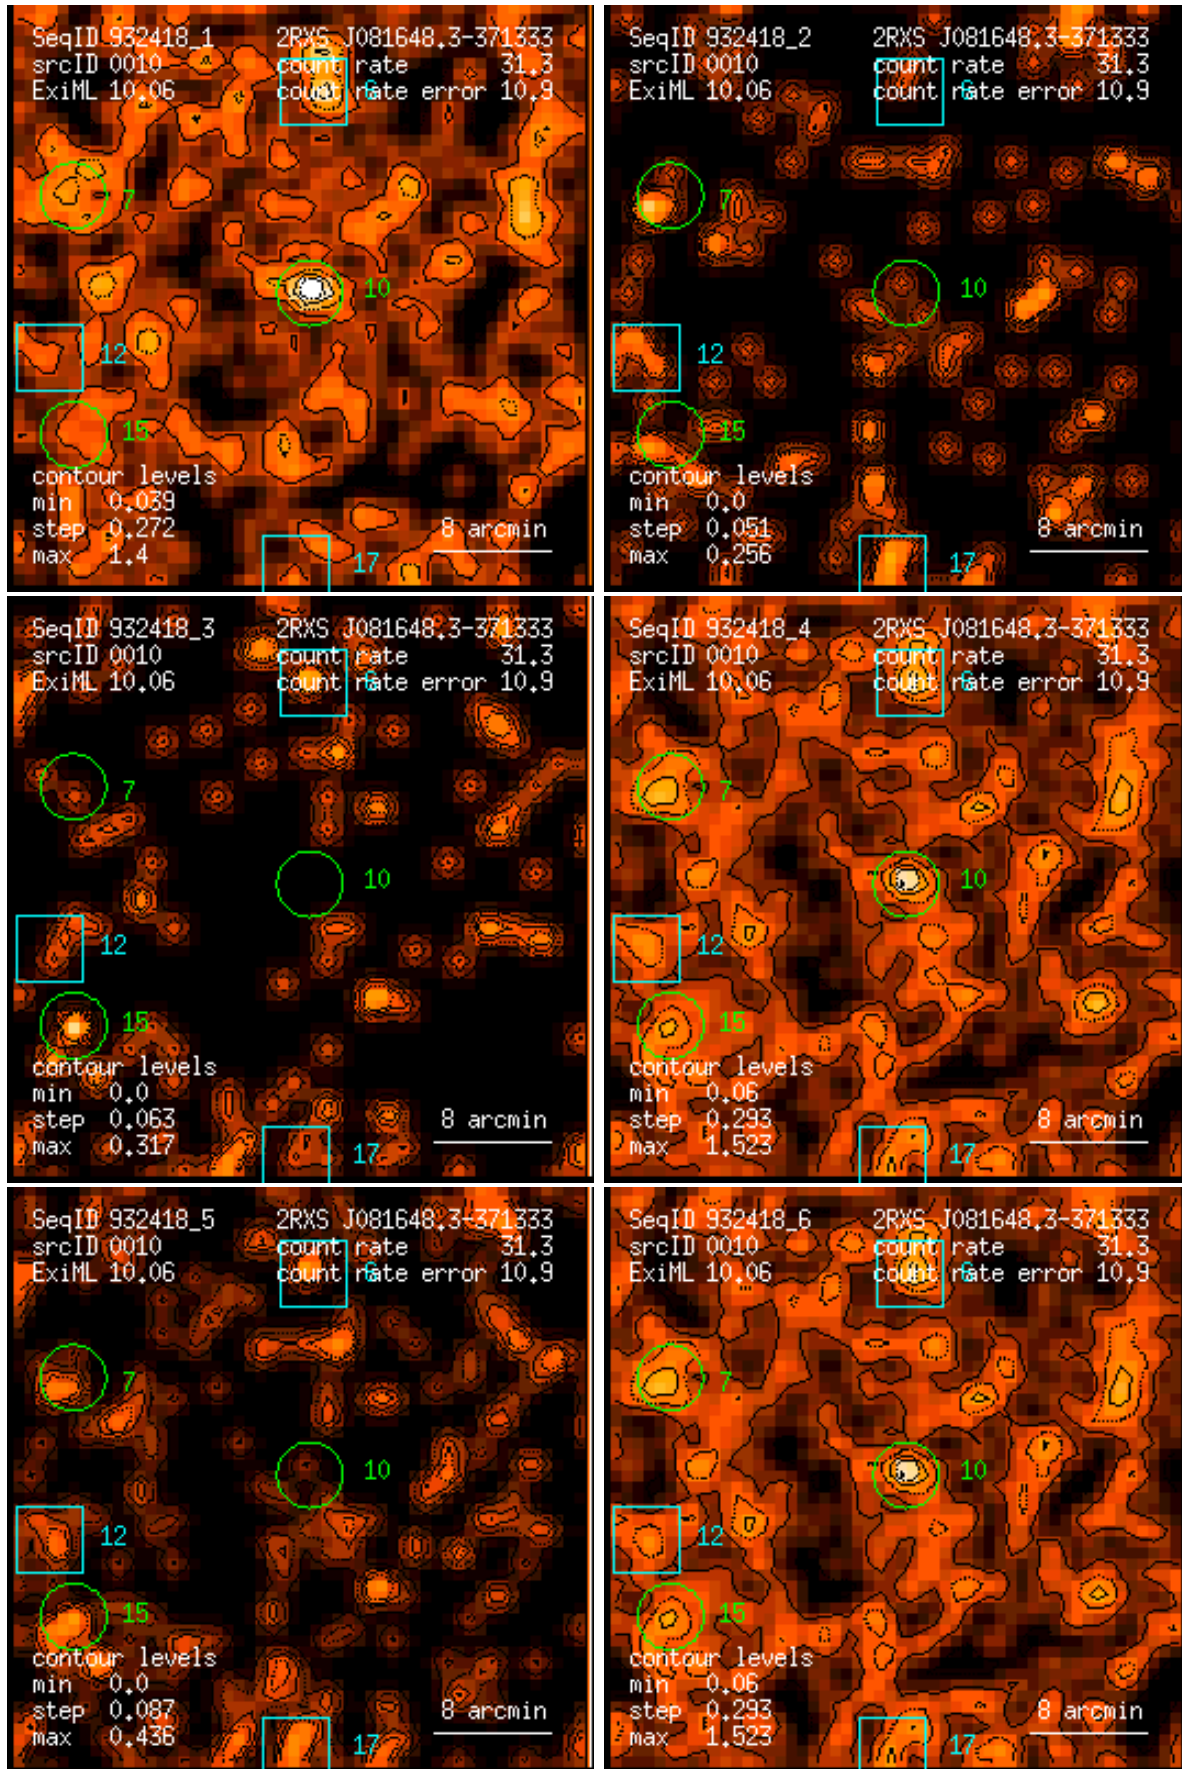 SeqID 932418_1 2RXS J081648.3-371333
srcID 0010 count rate 31.3
ExiML 10.06 count rate error 10.9
6
7
10
12
15
contour levels
min 0.039
step 0.272 8 arcmin
max 1.4
17
SeqID 932418_2 2RXS J081648.3-371333
srcID 0010 count rate 31.3
ExiML 10.06 count rate error 10.9
6
7
10
12
15
contour levels
min 0.0
step 0.051 8 arcmin
max 0.256
17
SeqID 932418_3 2RXS J081648.3-371333
srcID 0010 count rate 31.3
ExiML 10.06 count rate error 10.9
6
7
10
12
15
contour levels
min 0.0
step 0.063 8 arcmin
max 0.317
17
SeqID 932418_4 2RXS J081648.3-371333
srcID 0010 count rate 31.3
ExiML 10.06 count rate error 10.9
6
7
10
12
15
contour levels
min 0.06
step 0.293 8 arcmin
max 1.523
17
SeqID 932418_5 2RXS J081648.3-371333
srcID 0010 count rate 31.3
ExiML 10.06 count rate error 10.9
6
7
10
12
15
contour levels
min 0.0
step 0.087 8 arcmin
max 0.436
17
SeqID 932418_6 2RXS J081648.3-371333
srcID 0010 count rate 31.3
ExiML 10.06 count rate error 10.9
6
7
10
12
15
contour levels
min 0.06
step 0.293 8 arcmin
max 1.523
17